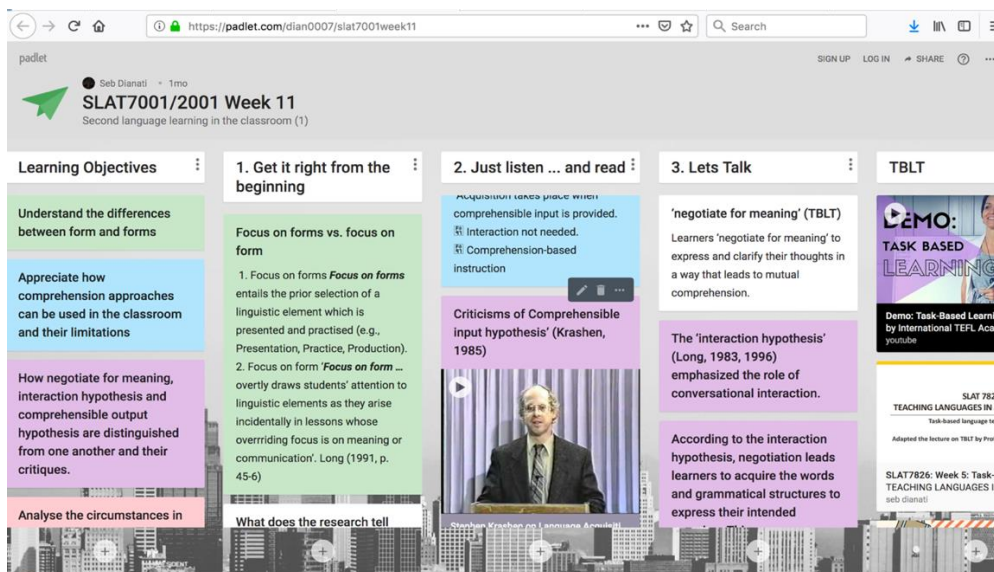 https://padlet.com/dian0007/slat7001week11
Search
padlet
SIGN UP LOG IN SHARE
Seb Dianati • 1mo
SLAT7001/2001 Week 11
Second language learning in the classroom (1)
Learning Objectives
Understand the differences
between form and forms
Appreciate how
comprehension approaches
can be used in the classroom
and their limitations
How negotiate for meaning,
interaction hypothesis and
comprehensible output
hypothesis are distinguished
from one another and their
critiques.
Analyse the circumstances in
1. Get it right from the
beginning
Focus on forms vs. focus on
form
1. Focus on forms Focus on forms
entails the prior selection of a
linguistic element which is
presented and practised (e.g.,
Presentation, Practice, Production).
2. Focus on form 'Focus on form ...
overtly draws students' attention to
linguistic elements as they arise
incidentally in lessons whose
overrriding focus is on meaning or
communication'. Long (1991, p.
45-6)
What does the research tell
2. Just listen ... and read
Acquisition takes place when
comprehensible input is provided.
Interaction not needed.
Comprehension-based
instruction
Criticisms of Comprehensible
input hypothesis' (Krashen,
1985)
Stephen Krashen on Language Acquisiti
3. Lets Talk
'negotiate for meaning' (TBLT)
Learners 'negotiate for meaning' to
express and clarify their thoughts in
a way that leads to mutual
comprehension.
The 'interaction hypothesis'
(Long, 1983, 1996)
emphasized the role of
conversational interaction.
According to the interaction
hypothesis, negotiation leads
learners to acquire the words
and grammatical structures to
express their intended
TBLT
DEMO:
TASK BASED
LEARNING
Demo: Task-Based Learni
by International TEFL Aca
youtube
SLAT 782
TEACHING LANGUAGES IN
Task-based language te
Adapted the lecture on TBLT by Pro
SLAT7826: Week 5: Task-
TEACHING LANGUAGES I
seb dianati